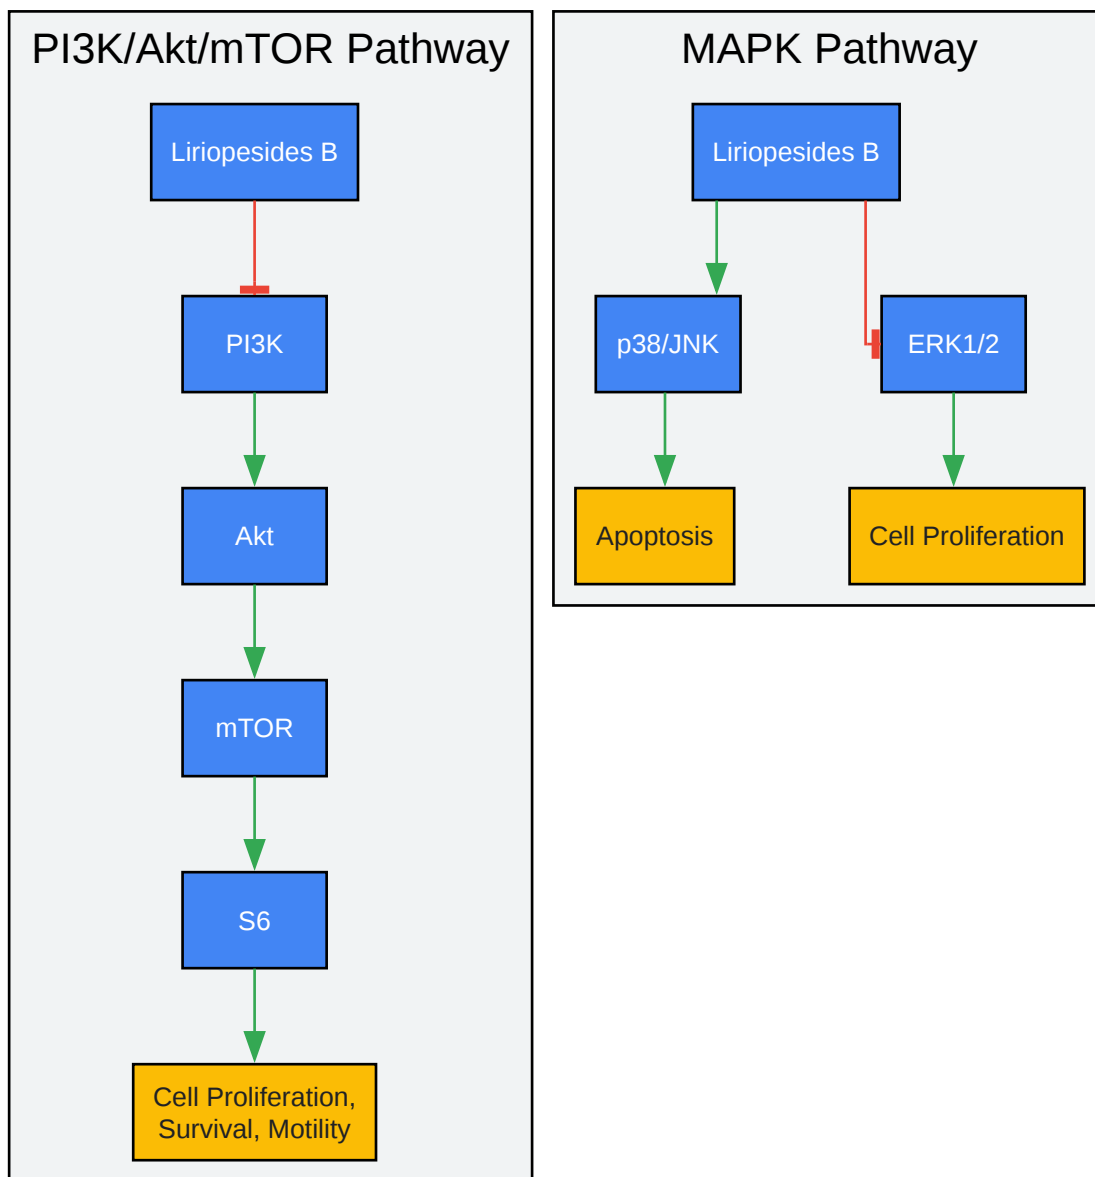 PI3K/Akt/mTOR Pathway
Liriopesides B
PI3K
Akt
mTOR
S6
Cell Proliferation,
Survival, Motility
MAPK Pathway
Liriopesides B
p38/JNK
ERK1/2
Apoptosis
Cell Proliferation